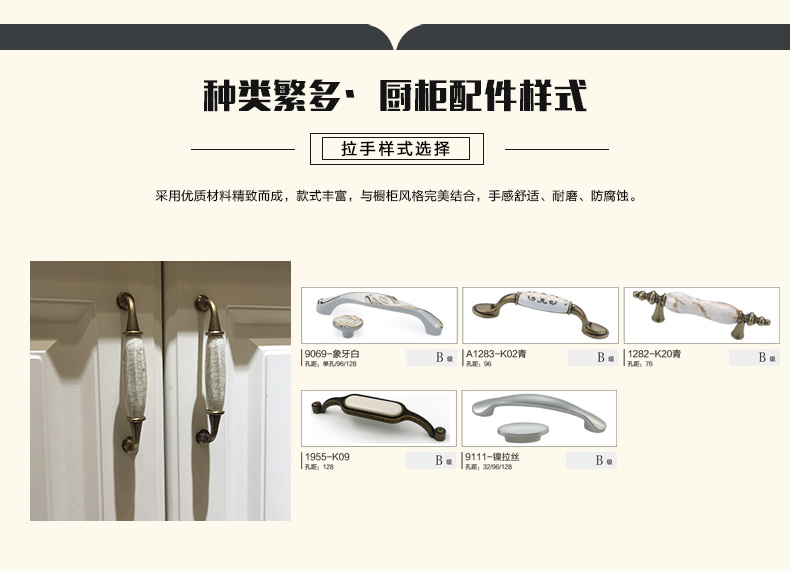 种类繁多· 厨柜配件样式
拉手样式选择
采用优质材料精致而成，款式丰富，与橱柜风格完美结合，手感舒适、耐磨、防腐蚀。
9069-象牙白
孔距：单孔/96/128
B 级
A1283-K02青
孔距：96
B 级
1282-K20青
孔距：76
B 级
1955-K09
孔距：128
B 级
9111-镍拉丝
孔距：32/96/128
B 级